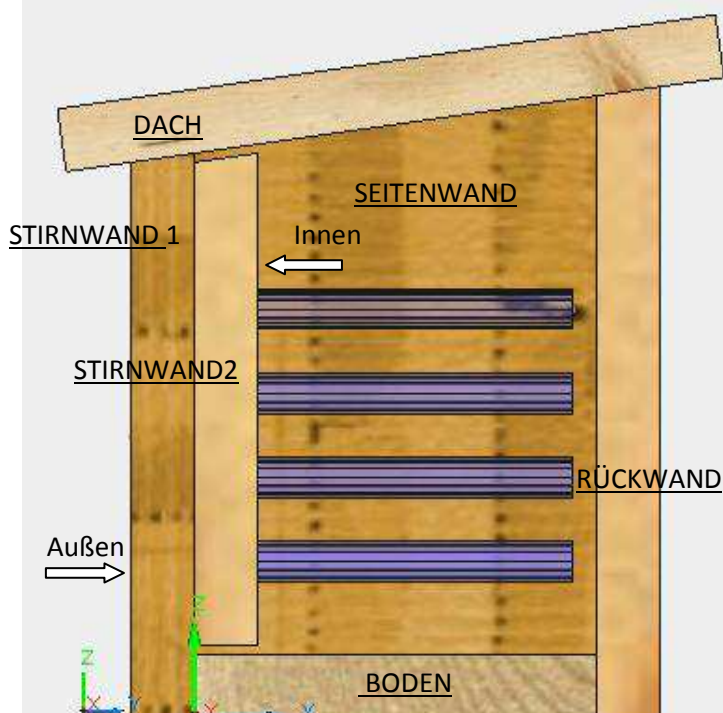 DACH
SEITENWAND
STIRNWAND 1
Innen
STIRNWAND2
RÜCKWAND
Außen
Z
Z
BODEN
X Y
Y Y